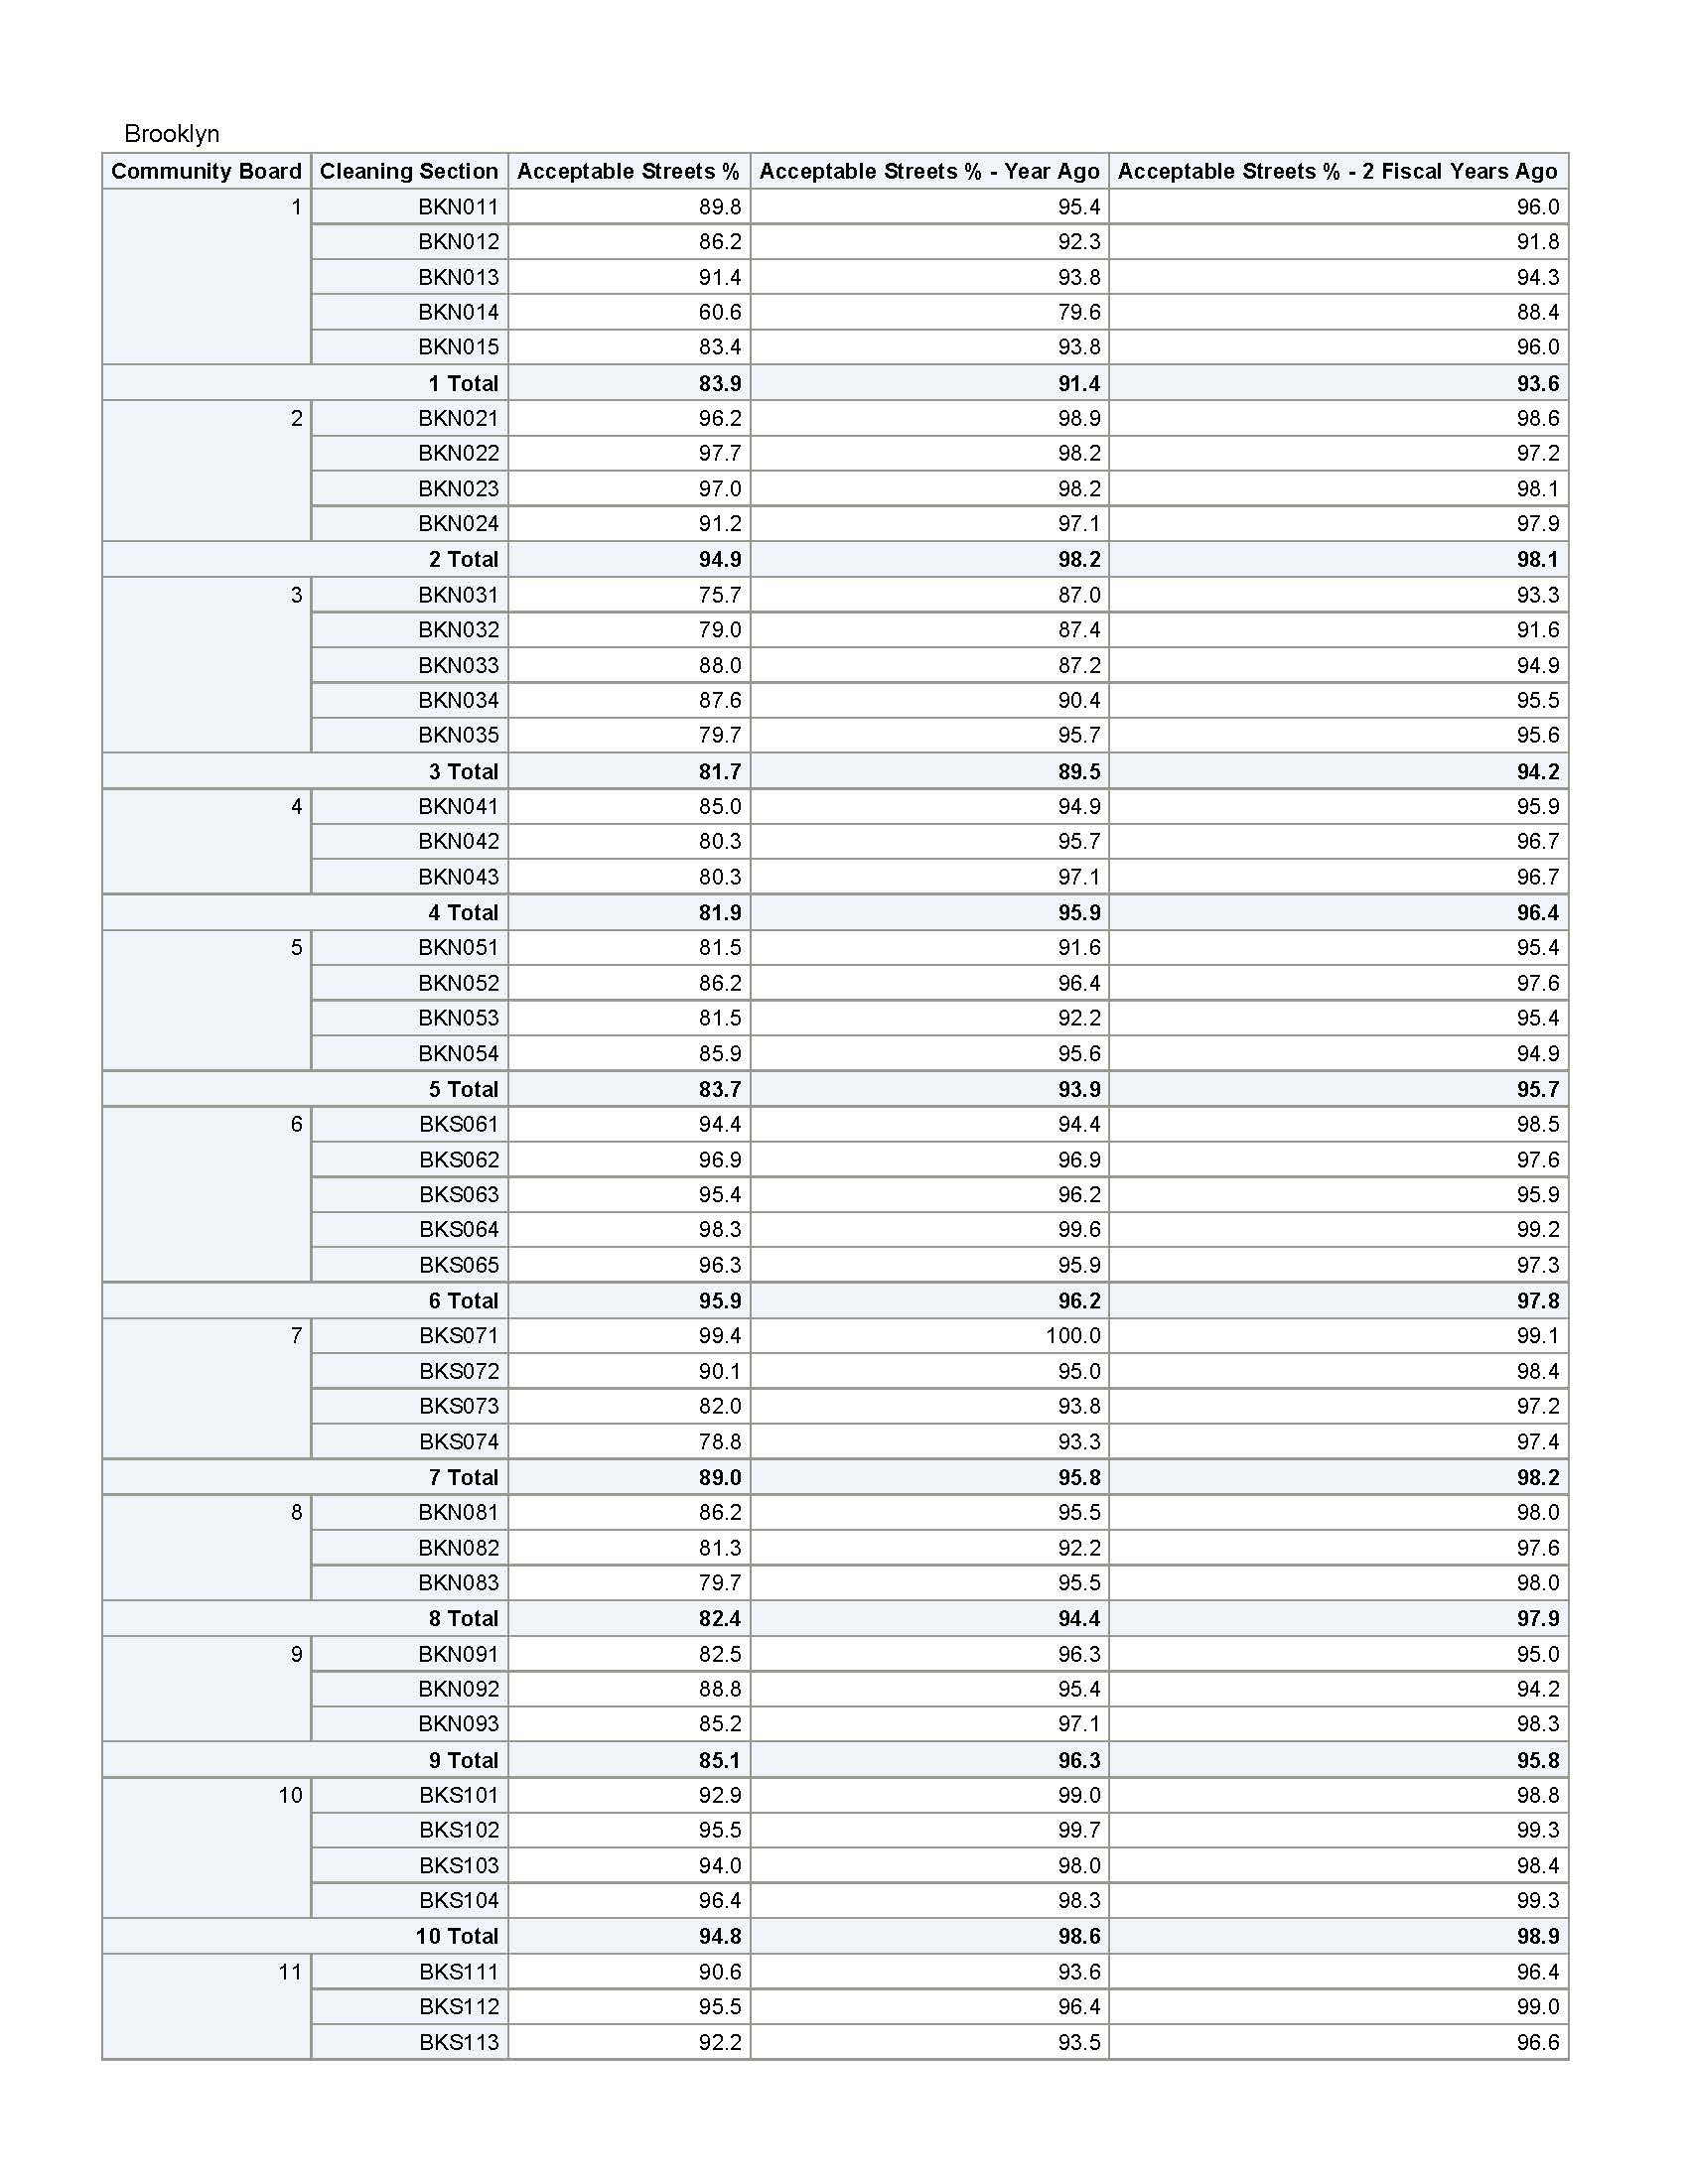 Brooklyn
Community Board Cleaning Section Acceptable Streets % Acceptable Streets % - Year Ago Acceptable Streets % - 2 Fiscal Years Ago
1 BKN011 89.8 95.4 96.0
BKN012 86.2 92.3 91.8
BKN013 91.4 93.8 94.3
BKN014 60.6 79.6 88.4
BKN015 83.4 93.8 96.0
1 Total 83.9 91.4 93.6
2 BKN021 96.2 98.9 98.6
BKN022 97.7 98.2 97.2
BKN023 97.0 98.2 98.1
BKN024 91.2 97.1 97.9
2 Total 94.9 98.2 98.1
3 BKN031 75.7 87.0 93.3
BKN032 79.0 87.4 91.6
BKN033 88.0 87.2 94.9
BKN034 87.6 90.4 95.5
BKN035 79.7 95.7 95.6
3 Total 81.7 89.5 94.2
4 BKN041 85.0 94.9 95.9
BKN042 80.3 95.7 96.7
BKN043 80.3 97.1 96.7
4 Total 81.9 95.9 96.4
5 BKN051 81.5 91.6 95.4
BKN052 86.2 96.4 97.6
BKN053 81.5 92.2 95.4
BKN054 85.9 95.6 94.9
5 Total 83.7 93.9 95.7
6 BKS061 94.4 94.4 98.5
BKS062 96.9 96.9 97.6
BKS063 95.4 96.2 95.9
BKS064 98.3 99.6 99.2
BKS065 96.3 95.9 97.3
6 Total 95.9 96.2 97.8
7 BKS071 99.4 100.0 99.1
BKS072 90.1 95.0 98.4
BKS073 82.0 93.8 97.2
BKS074 78.8 93.3 97.4
7 Total 89.0 95.8 98.2
8 BKN081 86.2 95.5 98.0
BKN082 81.3 92.2 97.6
BKN083 79.7 95.5 98.0
8 Total 82.4 94.4 97.9
9 BKN091 82.5 96.3 95.0
BKN092 88.8 95.4 94.2
BKN093 85.2 97.1 98.3
9 Total 85.1 96.3 95.8
10 BKS101 92.9 99.0 98.8
BKS102 95.5 99.7 99.3
BKS103 94.0 98.0 98.4
BKS104 96.4 98.3 99.3
10 Total 94.8 98.6 98.9
11 BKS111 90.6 93.6 96.4
BKS112 95.5 96.4 99.0
BKS113 92.2 93.5 96.6